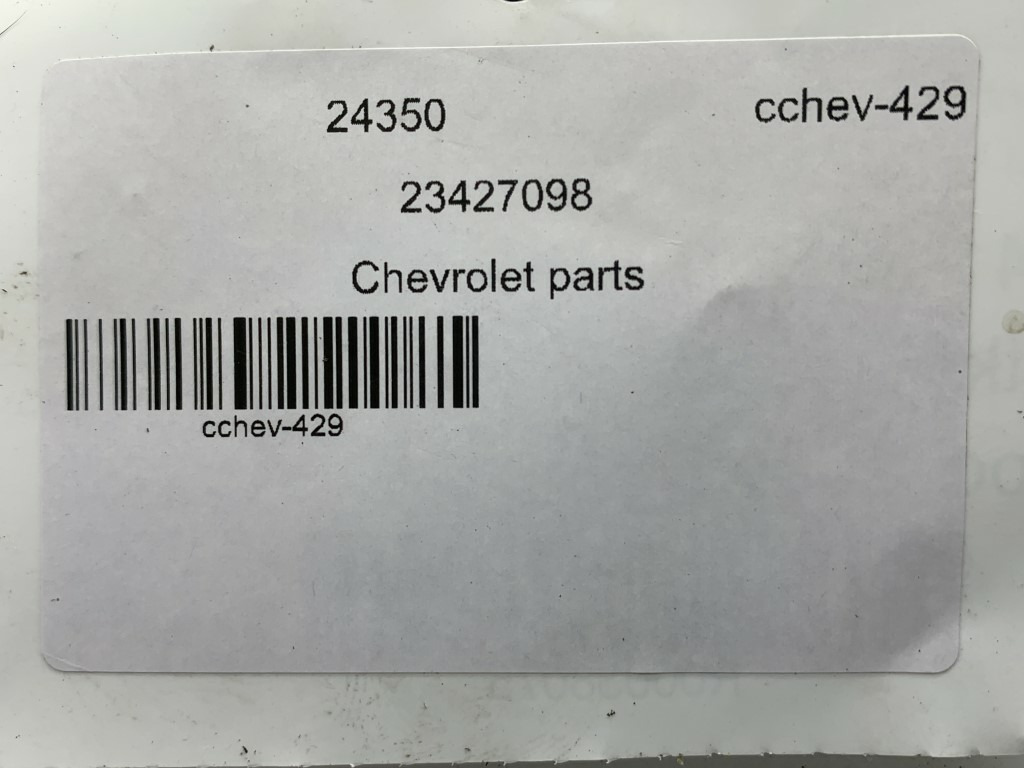 24350 cchev-429
23427098
Chevrolet parts
cchev-429